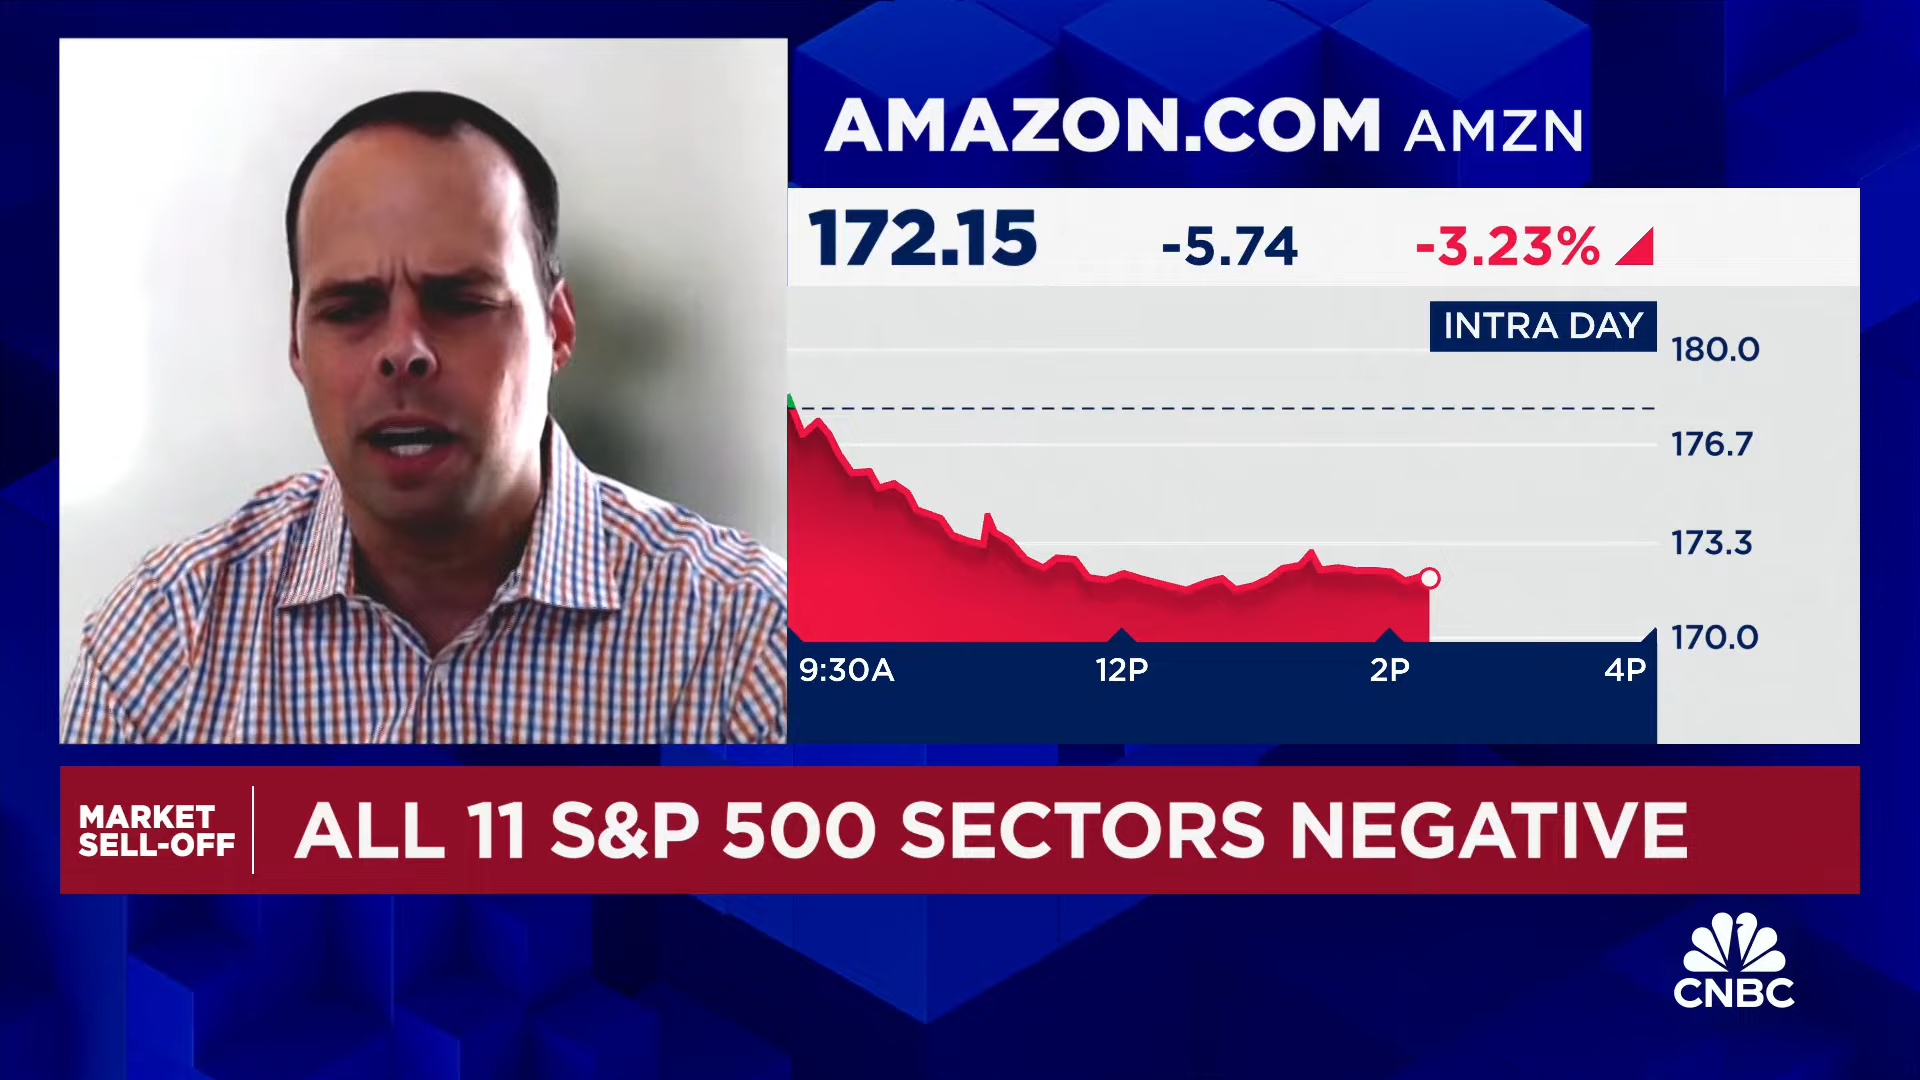 AMAZON.COM AMZN
172.15 -5.74 -3.23%
INTRA DAY
180.0
176.7
173.3
170.0
9:30A 12P 2P 4P
MARKET
SELL-OFF
ALL 11 S&P 500 SECTORS NEGATIVE
CNBC